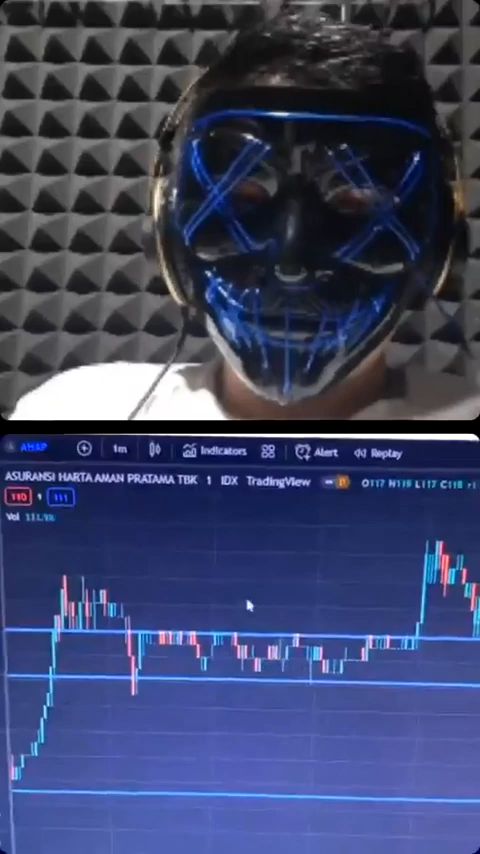 AHAP 1m Indicators Alert Replay
ASURANSI HARTA AMAN PRATAMA TBK 1 IDX TradingView O117 H119 L117 C118
110 1 111
Vol